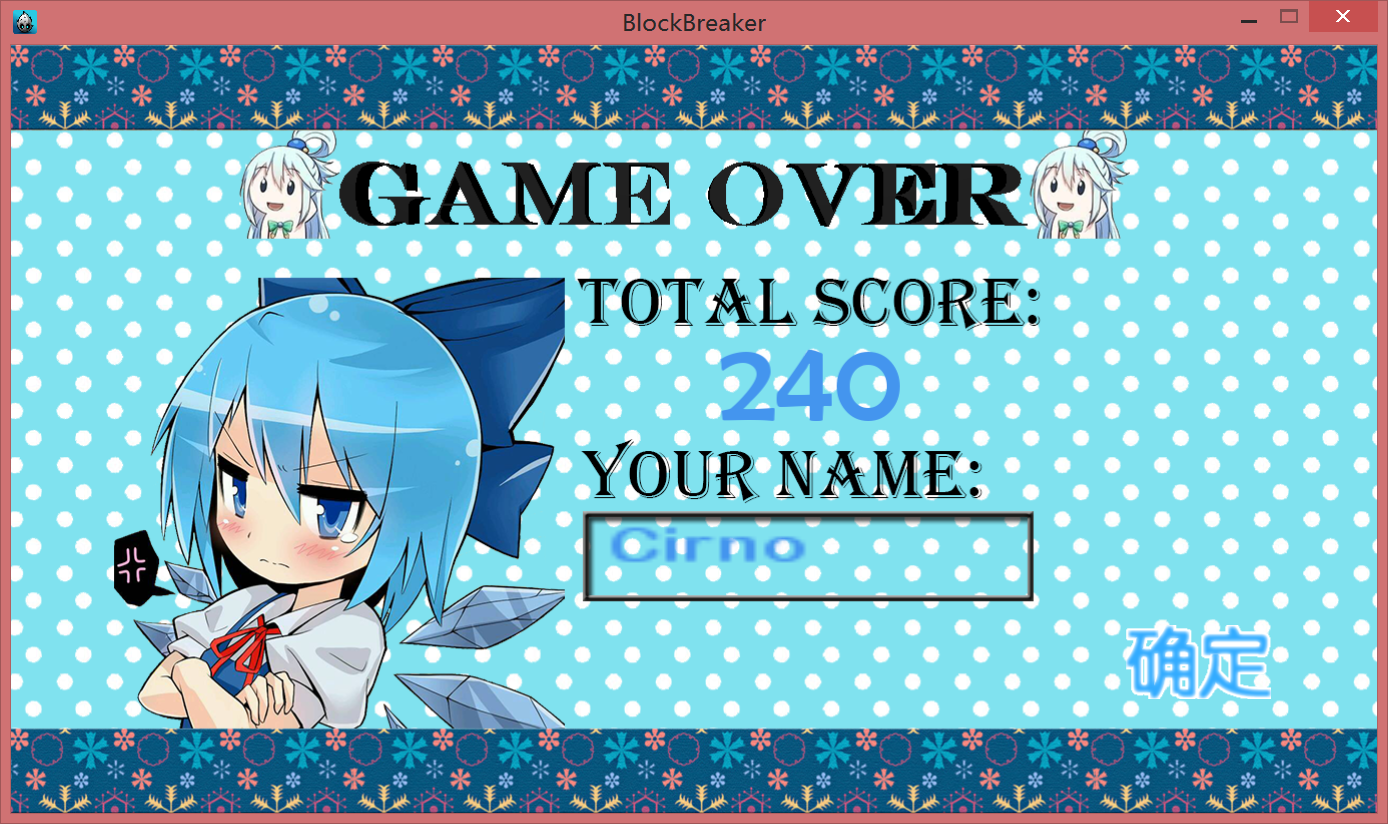 BlockBreaker
GAME OVER
TOTAL SCORE:
240
YOUR NAME:
Cirno
确定